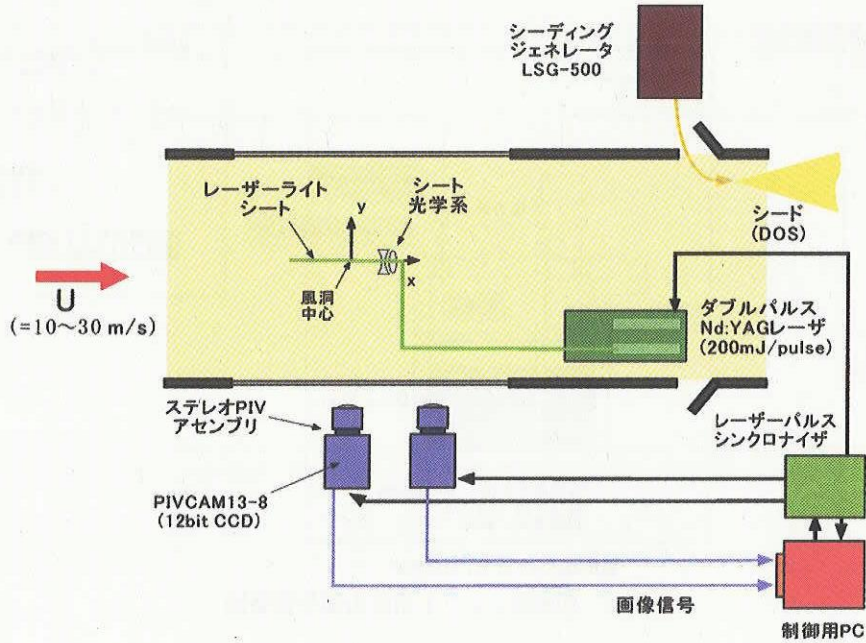 シーディング
ジェネレータ
LSG-500
レーザーライト
シート
y
シート
光学系
シード
(DOS)
x
風洞
中心
U
(=10～30 m/s)
ダブルパルス
Nd:YAGレーザ
(200mJ/pulse)
ステレオPIV
アセンブリ
レーザーパルス
シンクロナイザ
PIVCAM13-8
(12bit CCD)
画像信号
制御用PC